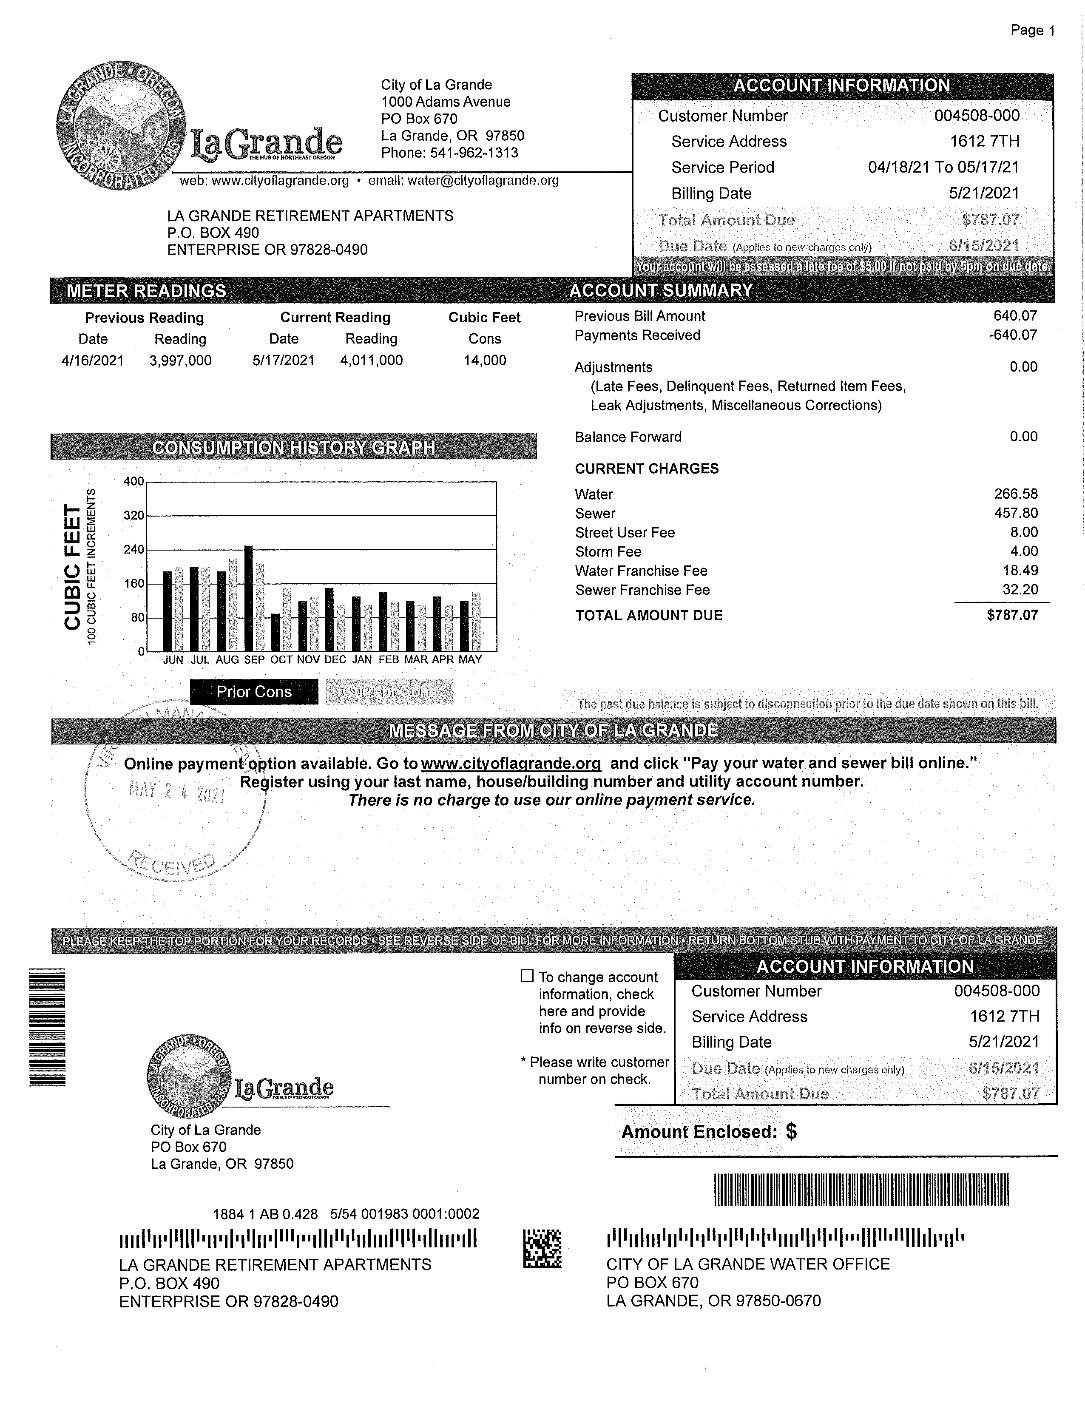 Page 1
LA GRANDE, OREGON
INCORPORATED
La Grande
THE HUB OF NORTHEAST OREGON
City of La Grande
1000 Adams Avenue
PO Box 670
La Grande, OR 97850
Phone: 541-962-1313
web: www.cityoflagrande.org • email: water@cityoflagrande.org
LA GRANDE RETIREMENT APARTMENTS
P.O. BOX 490
ENTERPRISE OR 97828-0490
ACCOUNT INFORMATION
Customer Number 004508-000
Service Address 1612 7TH
Service Period 04/18/21 To 05/17/21
Billing Date 5/21/2021
Total Amount Due $787.07
Due Date (Applies to new charges only) 6/15/2021
Your account will be assessed a late fee of $5.00 if not paid by 5pm on due date.
METER READINGS
Previous Reading Current Reading Cubic Feet
Date Reading Date Reading Cons
4/16/2021 3,997,000 5/17/2021 4,011,000 14,000
ACCOUNT SUMMARY
Previous Bill Amount 640.07
Payments Received -640.07
Adjustments 0.00
(Late Fees, Delinquent Fees, Returned Item Fees,
Leak Adjustments, Miscellaneous Corrections)
Balance Forward 0.00
CURRENT CHARGES
Water 266.58
Sewer 457.80
Street User Fee 8.00
Storm Fee 4.00
Water Franchise Fee 18.49
Sewer Franchise Fee 32.20
TOTAL AMOUNT DUE $787.07
The past due balance is subject to disconnection prior to the due date shown on this bill.
CONSUMPTION HISTORY GRAPH
CUBIC FEET
100 CUBIC FEET INCREMENTS
400
320
240
160
80
0
JUN JUL AUG SEP OCT NOV DEC JAN FEB MAR APR MAY
Prior Cons
MESSAGE FROM CITY OF LA GRANDE
Online payment option available. Go to www.cityoflagrande.org and click "Pay your water and sewer bill online."
Register using your last name, house/building number and utility account number.
There is no charge to use our online payment service.
MAY 24 2021
RECEIVED
PLEASE KEEP THE TOP PORTION FOR YOUR RECORDS • SEE REVERSE SIDE OF BILL FOR MORE INFORMATION • RETURN BOTTOM STUB WITH PAYMENT TO CITY OF LA GRANDE
To change account
information, check
here and provide
info on reverse side.
* Please write customer
number on check.
ACCOUNT INFORMATION
Customer Number 004508-000
Service Address 1612 7TH
Billing Date 5/21/2021
Due Date (Applies to new charges only) 6/15/2021
Total Amount Due $787.07
Amount Enclosed: $
La Grande
City of La Grande
PO Box 670
La Grande, OR 97850
1884 1 AB 0.428 5/54 001983 0001:0002
LA GRANDE RETIREMENT APARTMENTS
P.O. BOX 490
ENTERPRISE OR 97828-0490
CITY OF LA GRANDE WATER OFFICE
PO BOX 670
LA GRANDE, OR 97850-0670